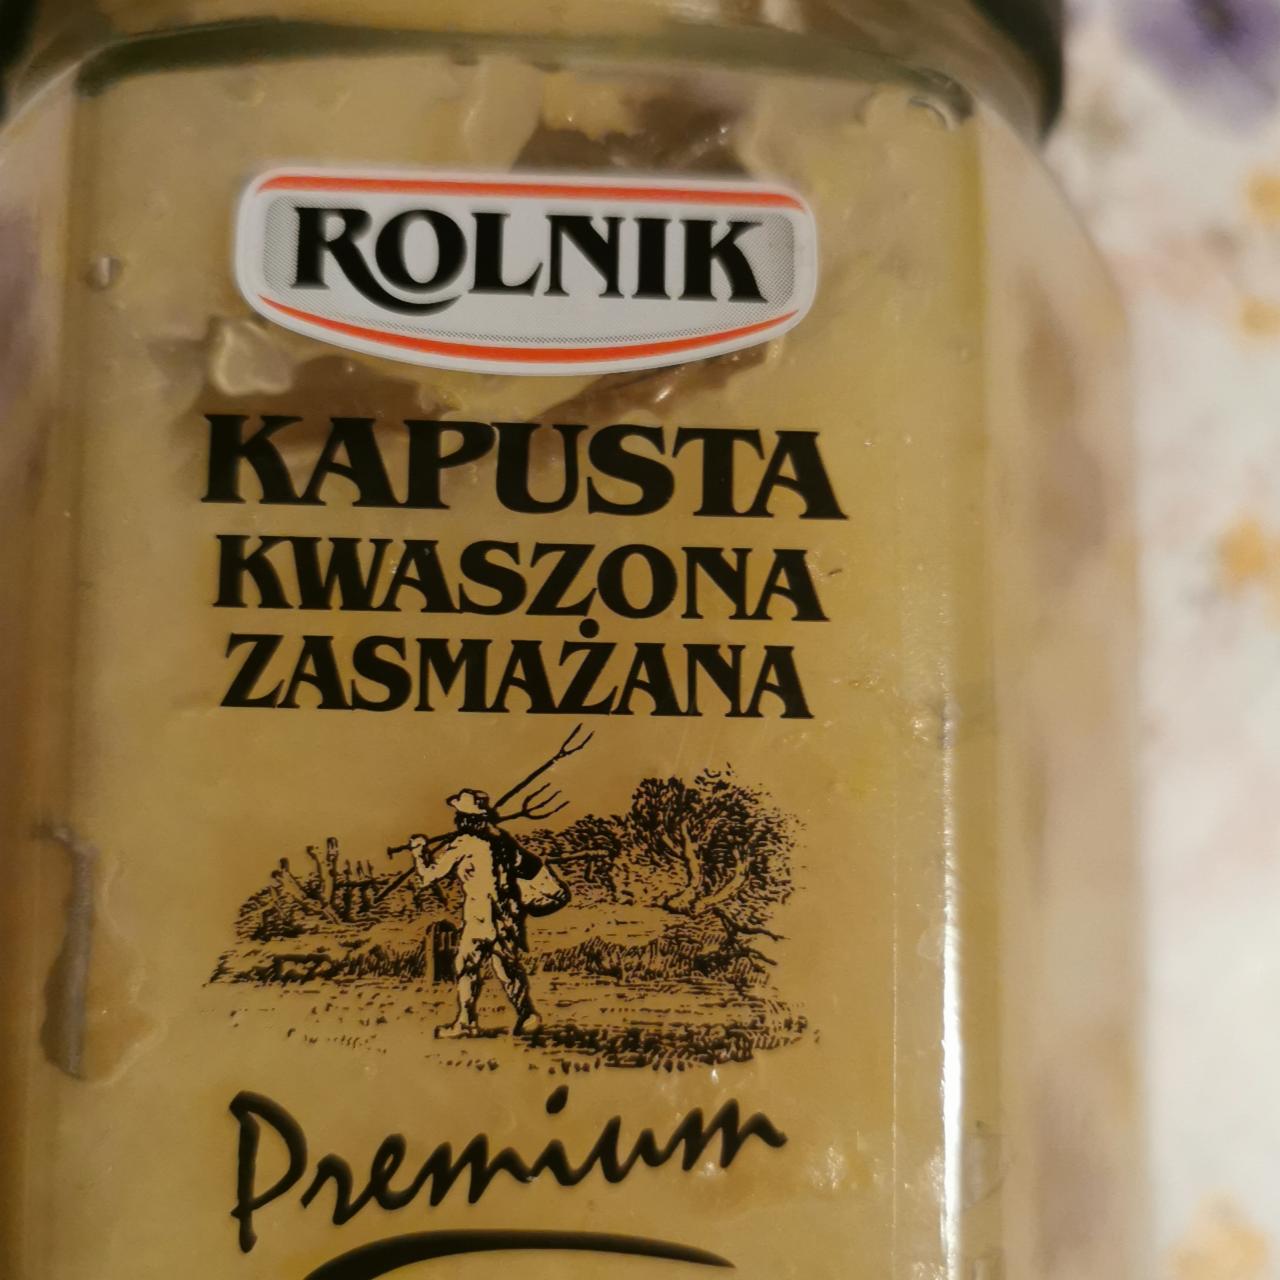 ROLNIK
KAPUSTA
KWASZONA
ZASMAŻANA
Premium